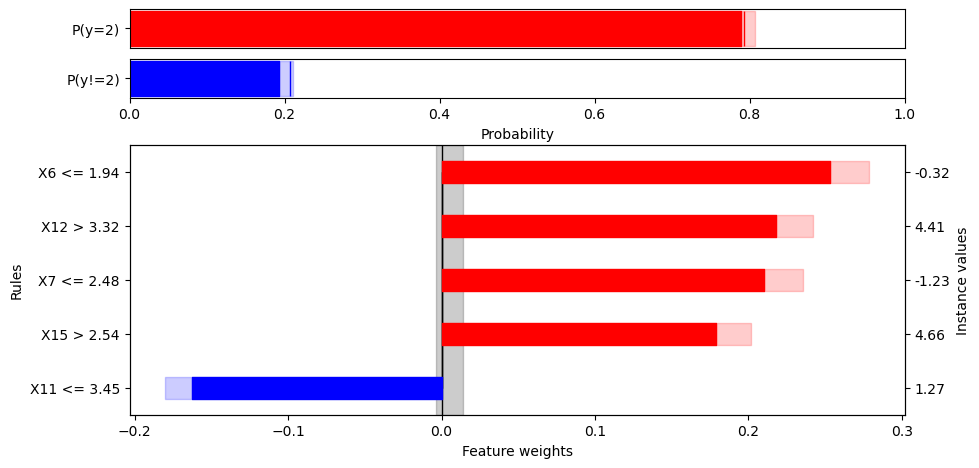 P(y=2)
P(y!=2)
0.0 0.2 0.4 0.6 0.8 1.0
Probability
X6 <= 1.94 -0.32
X12 > 3.32 4.41
X7 <= 2.48 -1.23
X15 > 2.54 4.66
X11 <= 3.45 1.27
Rules
Instance values
−0.2 −0.1 0.0 0.1 0.2 0.3
Feature weights